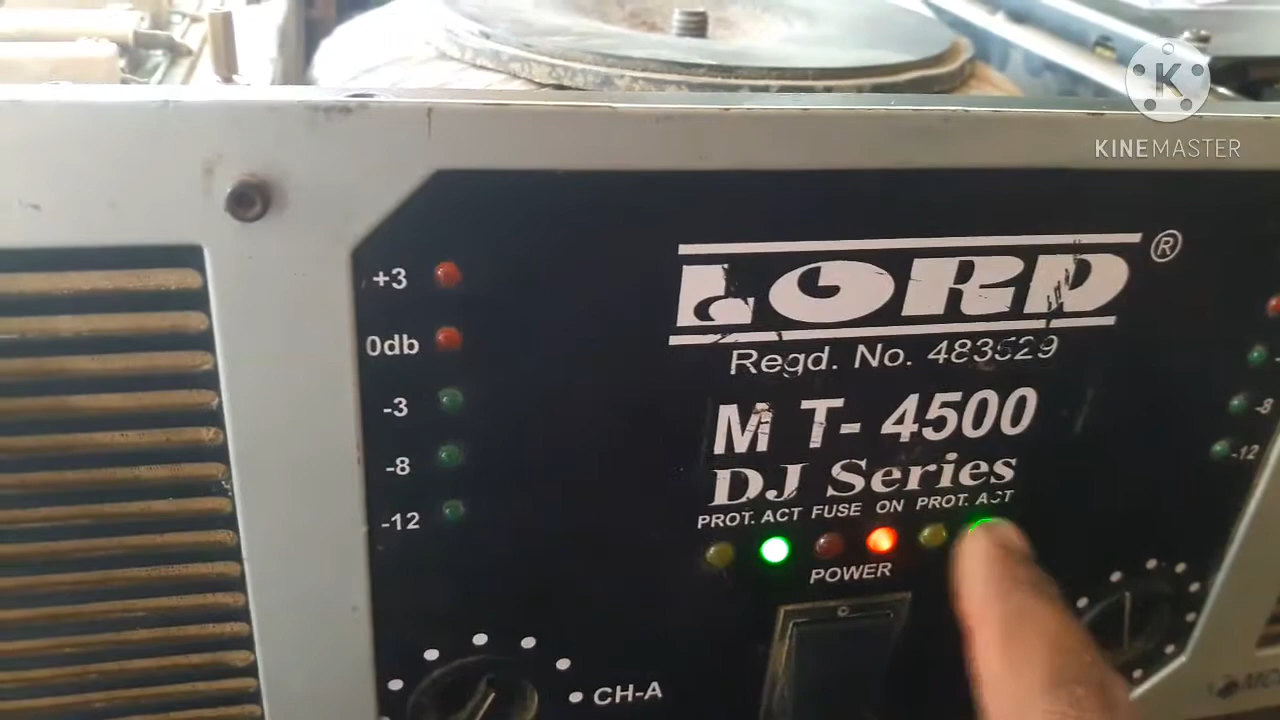 KINEMASTER
LORD ®
Regd. No. 483529
MT-4500
DJ Series
PROT. ACT FUSE ON PROT. ACT
POWER
+3
0db
-3
-8
-12
-8
-12
CH-A